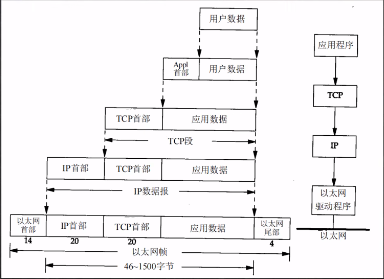 用户数据
应用程序
Appl
首部
用户数据
TCP首部
应用数据
TCP
TCP段
IP首部
TCP首部
应用数据
IP
IP数据报
以太网
驱动程序
以太网
首部
IP首部
TCP首部
应用数据
以太网
尾部
以太网
14
20
20
4
以太网帧
46~1500字节